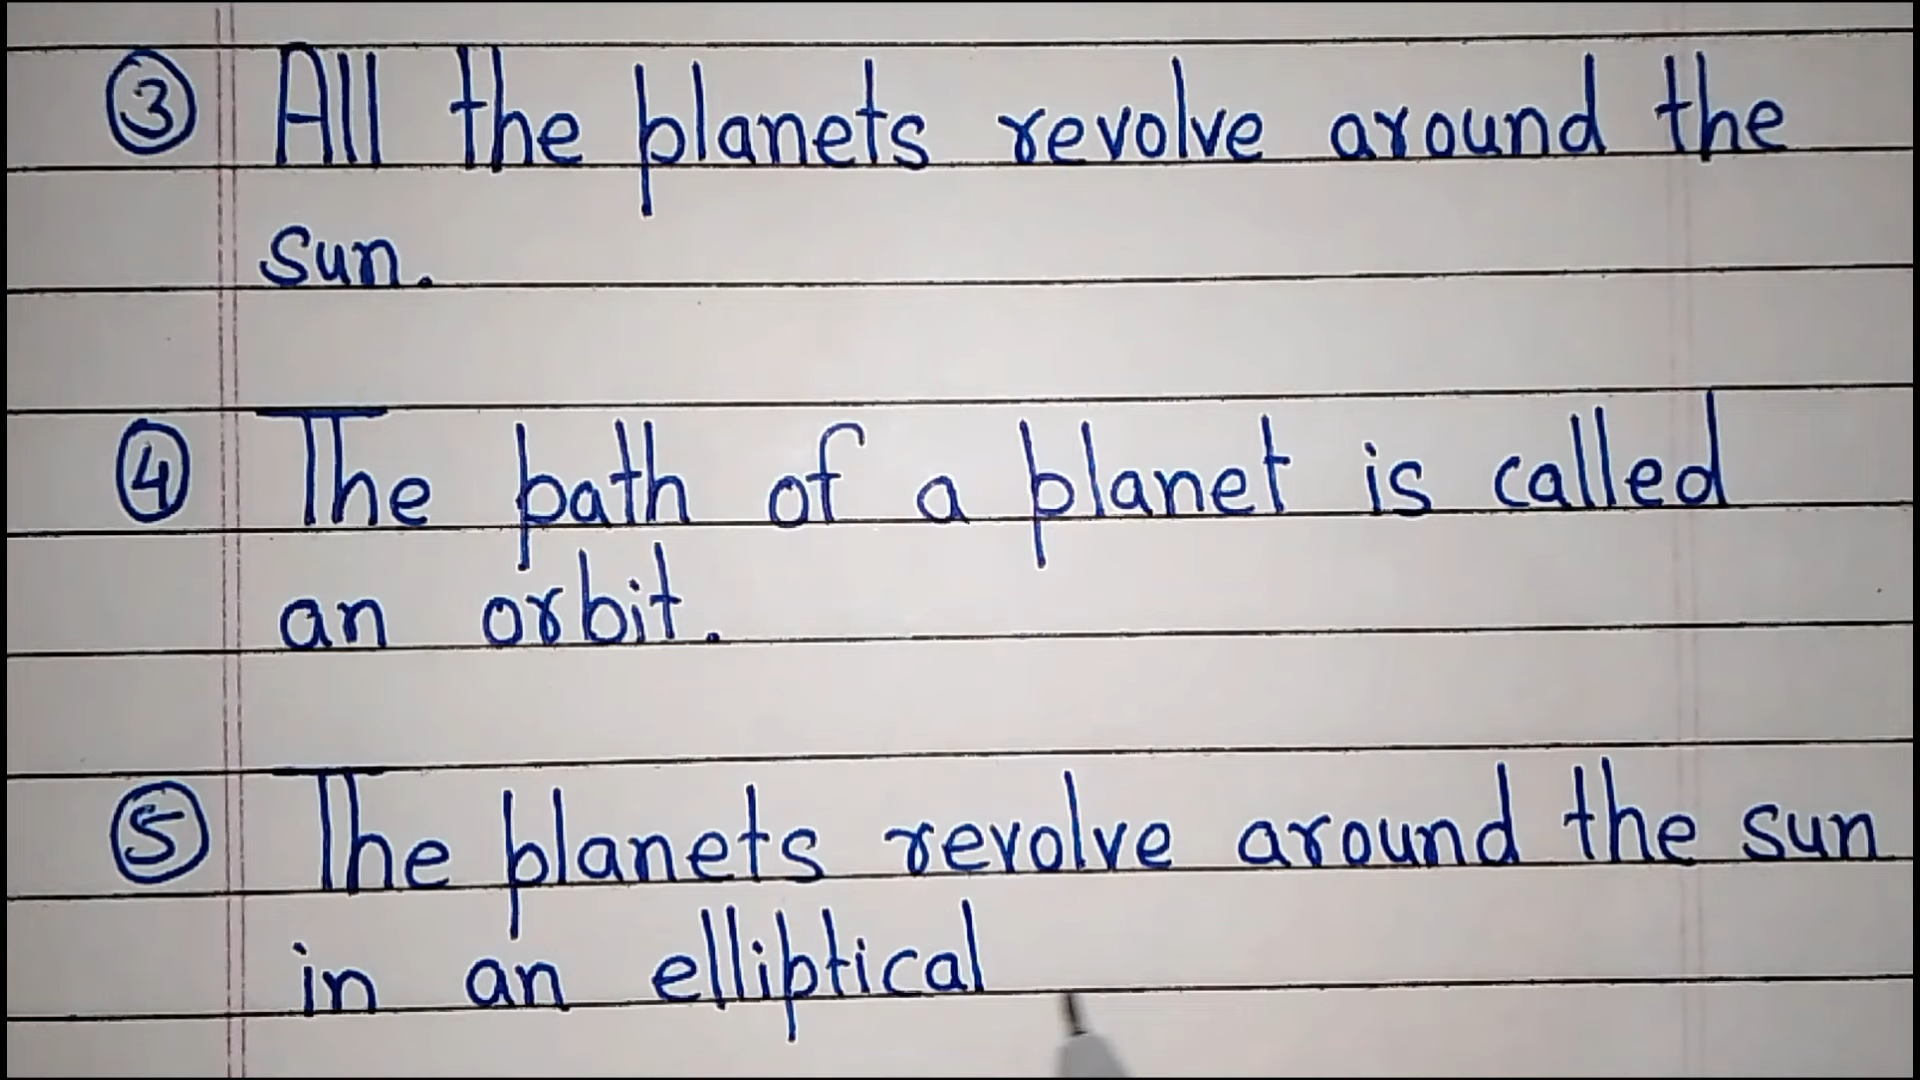 ③ All the planets revolve around the
sun.
④ The path of a planet is called
an orbit.
⑤ The planets revolve around the sun
in an elliptical